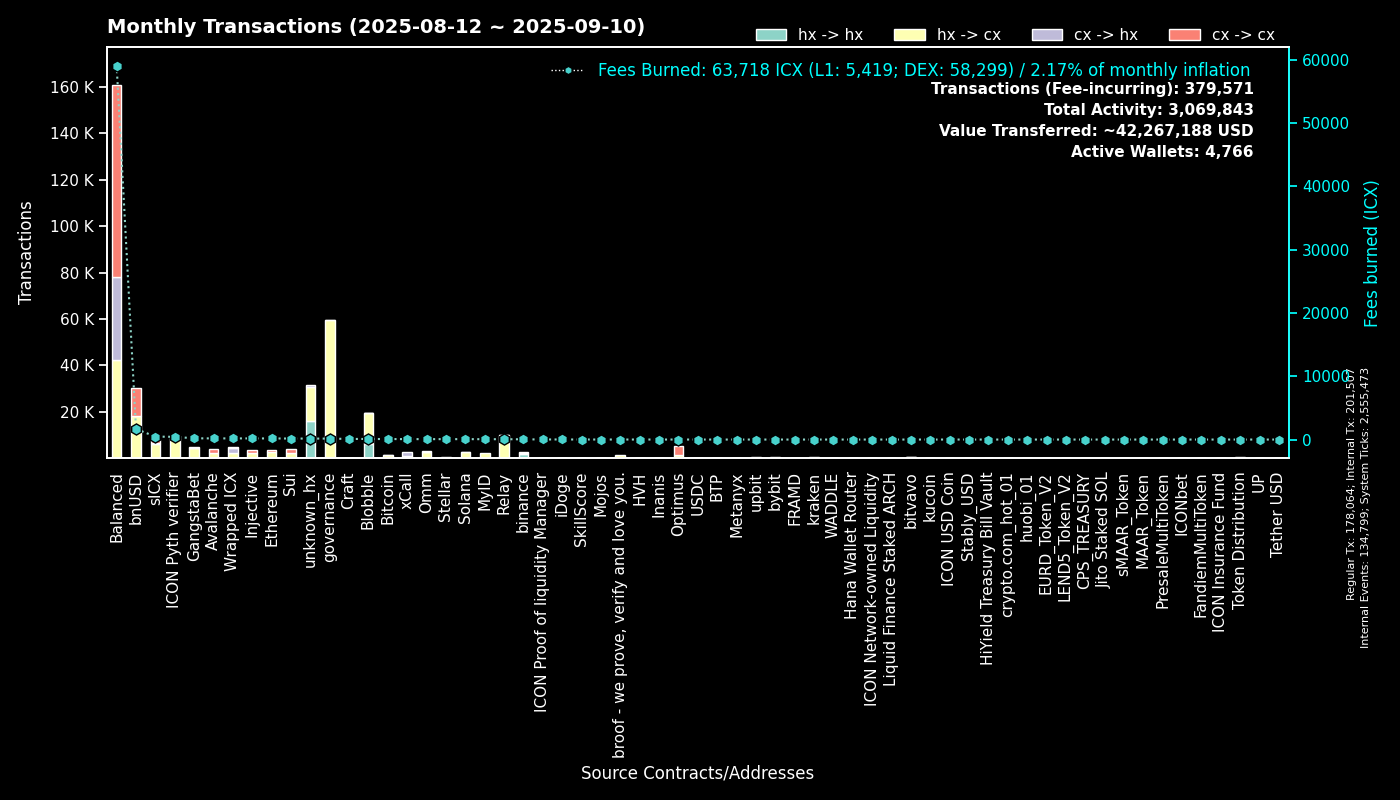 Monthly Transactions (2025-08-12 ~ 2025-09-10)
hx -> hx
hx -> cx
cx -> hx
cx -> cx
Fees Burned: 63,718 ICX (L1: 5,419; DEX: 58,299) / 2.17% of monthly inflation
Transactions (Fee-incurring): 379,571
Total Activity: 3,069,843
Value Transferred: ~42,267,188 USD
Active Wallets: 4,766
Transactions
160 K
140 K
120 K
100 K
80 K
60 K
40 K
20 K
60000
50000
40000
30000
20000
10000
0
Fees burned (ICX)
Regular Tx: 178,064; Internal Tx: 201,507
Internal Events: 134,799; System Ticks: 2,555,473
Balanced
bnUSD
sICX
ICON Pyth verifier
GangstaBet
Avalanche
Wrapped ICX
Injective
Ethereum
Sui
unknown_hx
governance
Craft
Blobble
Bitcoin
xCall
Omm
Stellar
Solana
MyID
Relay
binance
ICON Proof of liquidity Manager
iDoge
SkillScore
Mojos
broof - we prove, verify and love you.
HVH
Inanis
Optimus
USDC
BTP
Metanyx
upbit
bybit
FRAMD
kraken
WADDLE
Hana Wallet Router
ICON Network-owned Liquidity
Liquid Finance Staked ARCH
bitvavo
kucoin
ICON USD Coin
Stably_USD
HiYield Treasury Bill Vault
crypto.com_hot_01
huobi_01
EURD_Token_V2
LEND5_Token_V2
CPS_TREASURY
Jito Staked SOL
sMAAR_Token
MAAR_Token
PresaleMultiToken
ICONbet
FandiemMultiToken
ICON Insurance Fund
Token Distribution
UP
Tether USD
Source Contracts/Addresses